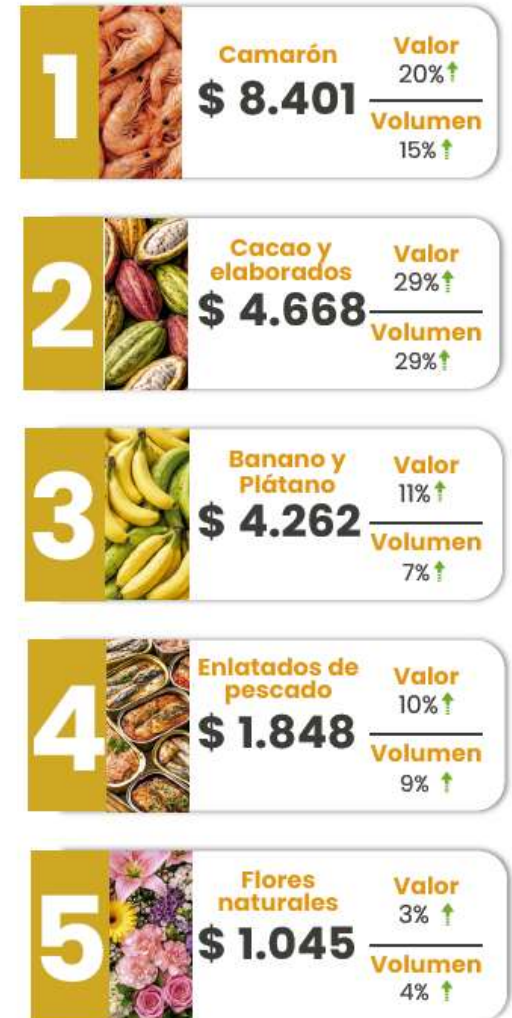 1
Camarón
$ 8.401
Valor
20%
Volumen
15%
2
Cacao y
elaborados
$ 4.668
Valor
29%
Volumen
29%
3
Banano y
Plátano
$ 4.262
Valor
11%
Volumen
7%
4
Enlatados de
pescado
$ 1.848
Valor
10%
Volumen
9%
5
Flores
naturales
$ 1.045
Valor
3%
Volumen
4%